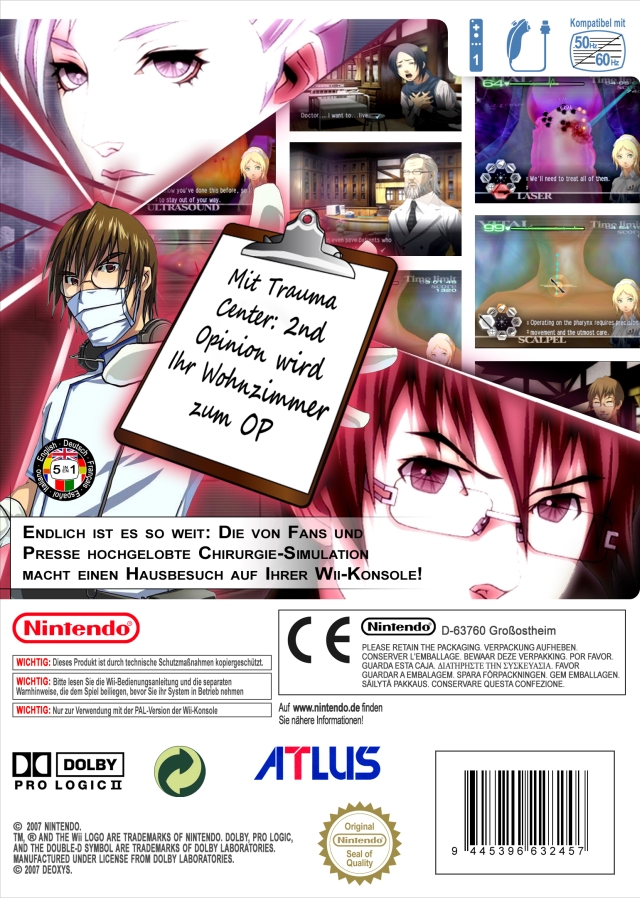 Kompatibel mit
50Hz
60Hz
1
Doctor... I want to...live.
64
now you've done this before, so I
to stay out of your way.
ULTRASOUND
We'll need to treat all of them.
LASER
even save patients who
VITAL
99
Time limit
Operating on the pharynx requires precise
movement and the utmost care.
SCALPEL
Time limit
SCORE
1320
Mit Trauma
Center: 2nd
Opinion wird
Ihr Wohnzimmer
zum OP
English · Deutsch · Français · Español · Italiano
5 IN 1
Endlich ist es so weit: Die von Fans und
Presse hochgelobte Chirurgie-Simulation
macht einen Hausbesuch auf Ihrer Wii-Konsole!
Nintendo®
WICHTIG: Dieses Produkt ist durch technische Schutzmaßnahmen kopiergeschützt.
WICHTIG: Bitte lesen Sie die Wii-Bedienungsanleitung und die separaten
Warnhinweise, die dem Spiel beiliegen, bevor Sie ihr System in Betrieb nehmen
WICHTIG: Nur zur Verwendung mit der PAL-Version der Wii-Konsole
CE
Nintendo® D-63760 Großostheim
PLEASE RETAIN THE PACKAGING. VERPACKUNG AUFHEBEN.
CONSERVER L'EMBALLAGE. BEWAAR DEZE VERPAKKING. POR FAVOR.
GUARDA ESTA CAJA. ΔΙΑΤΗΡΗΣΤΕ ΤΗΝ ΣΥΣΚΕΥΑΣΙΑ. FAVOR
GUARDAR A EMBALAGEM. SPARA FÖRPACKNINGEN. GEM EMBALLAGEN.
SÄILYTÄ PAKKAUS. CONSERVARE QUESTA CONFEZIONE.
Auf www.nintendo.de finden
Sie nähere Informationen!
DOLBY
PRO LOGIC II
ATLUS
© 2007 NINTENDO.
TM, ® AND THE Wii LOGO ARE TRADEMARKS OF NINTENDO. DOLBY, PRO LOGIC,
AND THE DOUBLE-D SYMBOL ARE TRADEMARKS OF DOLBY LABORATORIES.
MANUFACTURED UNDER LICENSE FROM DOLBY LABORATORIES.
© 2007 DEOXYS.
Original
Nintendo
Seal of
Quality
9 445396 632457